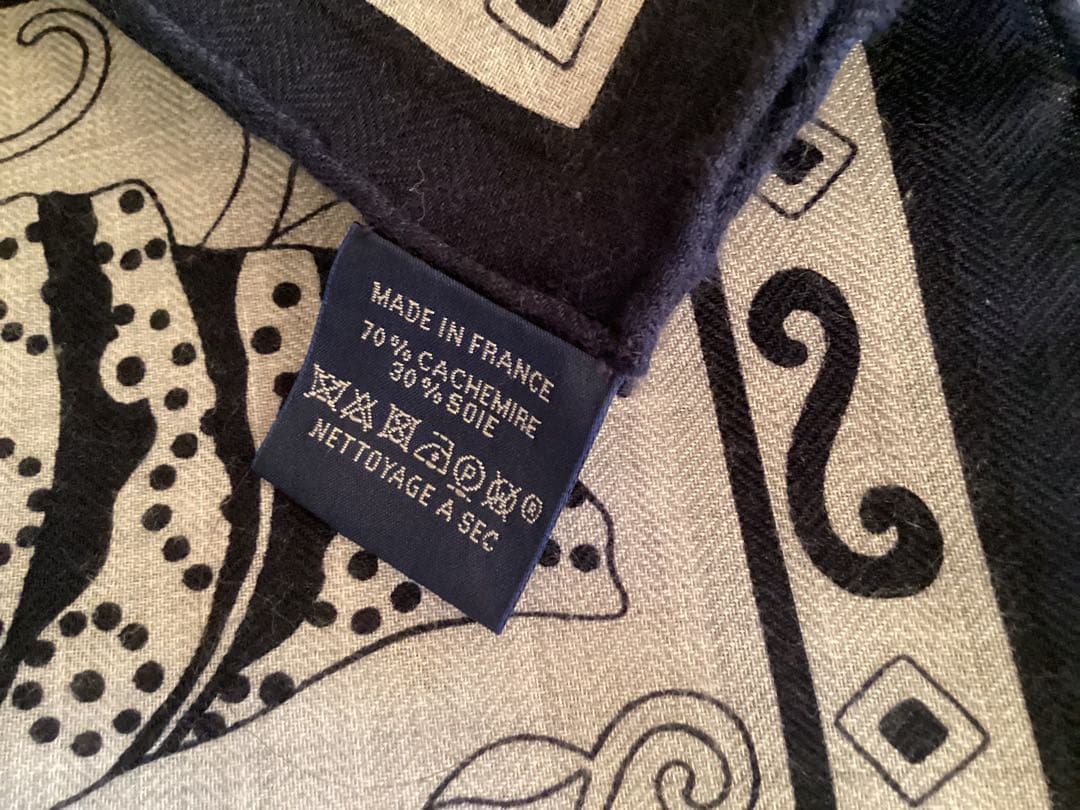 MADE IN FRANCE
70% CACHEMIRE
30% SOIE
P W ®
NETTOYAGE À SEC